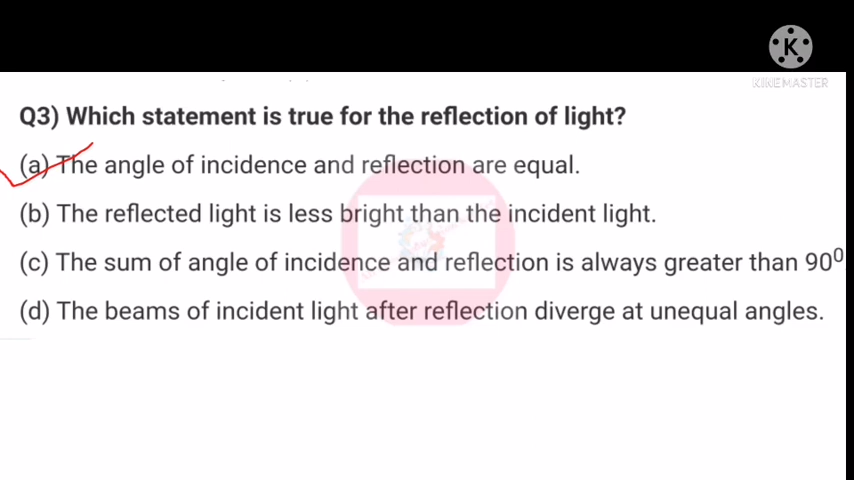 K
KINEMASTER
Q3) Which statement is true for the reflection of light?
(a) The angle of incidence and reflection are equal.
(b) The reflected light is less bright than the incident light.
(c) The sum of angle of incidence and reflection is always greater than 90⁰
(d) The beams of incident light after reflection diverge at unequal angles.